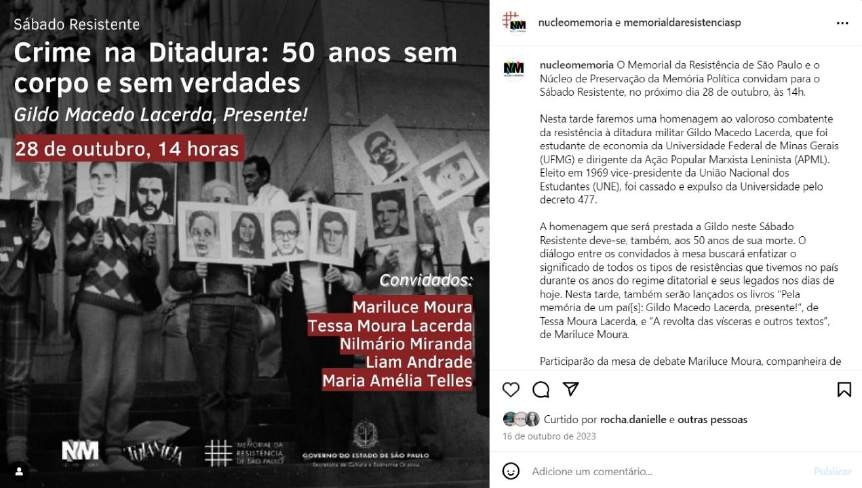 Sábado Resistente
Crime na Ditadura: 50 anos sem
corpo e sem verdades
Gildo Macedo Lacerda, Presente!
28 de outubro, 14 horas
Convidados:
Mariluce Moura
Tessa Moura Lacerda
Nilmário Miranda
Liam Andrade
Maria Amélia Telles
NM
MEMORIAL DA
RESISTÊNCIA
DE SÃO PAULO
GOVERNO DO ESTADO DE SÃO PAULO
Secretaria de Cultura e Economia Criativa
nucleomemoria e memorialdaresistenciasp
nucleomemoria O Memorial da Resistência de São Paulo e o
Núcleo de Preservação da Memória Política convidam para o
Sábado Resistente, no próximo dia 28 de outubro, às 14h.
Nesta tarde faremos uma homenagem ao valoroso combatente
da resistência à ditadura militar Gildo Macedo Lacerda, que foi
estudante de economia da Universidade Federal de Minas Gerais
(UFMG) e dirigente da Ação Popular Marxista Leninista (APML).
Eleito em 1969 vice-presidente da União Nacional dos
Estudantes (UNE), foi cassado e expulso da Universidade pelo
decreto 477.
A homenagem que será prestada a Gildo neste Sábado
Resistente deve-se, também, aos 50 anos de sua morte. O
diálogo entre os convidados à mesa buscará enfatizar o
significado de todos os tipos de resistências que tivemos no país
durante os anos do regime ditatorial e seus legados nos dias de
hoje. Nesta tarde, também serão lançados os livros "Pela
memória de um paí[s]: Gildo Macedo Lacerda, presente!", de
Tessa Moura Lacerda, e "A revolta das vísceras e outros textos",
de Mariluce Moura.
Participarão da mesa de debate Mariluce Moura, companheira de
Curtido por rocha.danielle e outras pessoas
16 de outubro de 2023
Adicione um comentário...
Publicar